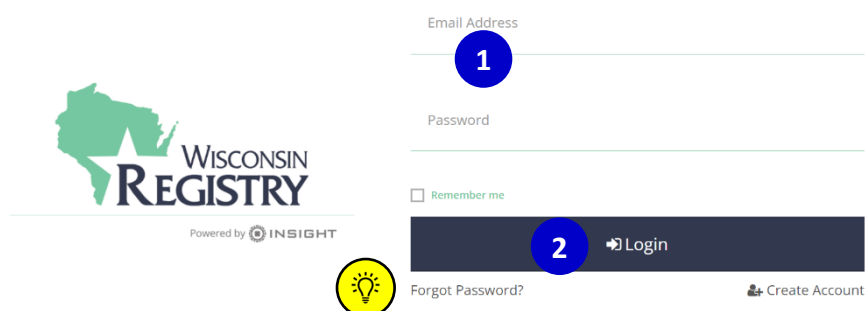 Email Address
1
Password
WISCONSIN
REGISTRY
Powered by INSIGHT
Remember me
2 Login
Forgot Password?
Create Account